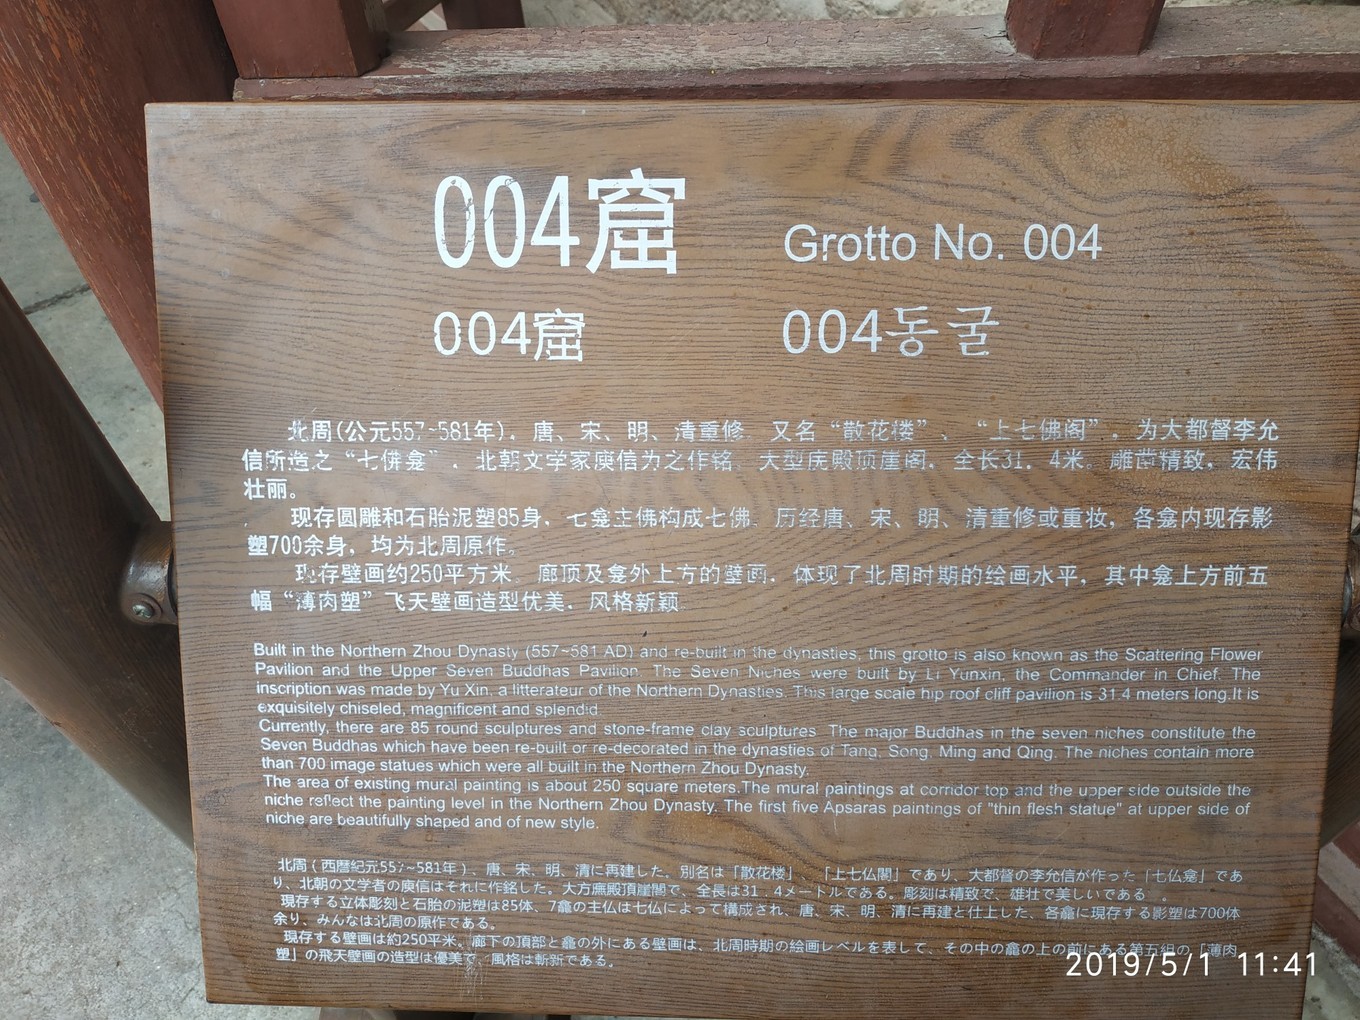 004窟
Grotto No. 004
004窟
004동굴
北周(公元557~581年)，唐、宋、明、清重修。又名“散花楼”、“上七佛阁”，为大都督李允
信所造之“七佛龛”，北朝文学家庾信为之作铭。大型庑殿顶崖阁，全长31．4米。雕凿精致，宏伟
壮丽。
现存圆雕和石胎泥塑85身，七龛主佛构成七佛。历经唐、宋、明、清重修或重妆，各龛内现存影
塑700余身，均为北周原作。
现存壁画约250平方米。廊顶及龛外上方的壁画，体现了北周时期的绘画水平，其中龛上方前五
幅“薄肉塑”飞天壁画造型优美，风格新颖
Built in the Northern Zhou Dynasty (557~581 AD) and re-built in the dynasties, this grotto is also known as the Scattering Flower
Pavilion and the Upper Seven Buddhas Pavilion. The Seven Niches were built by Li Yunxin, the Commander in Chief. The
inscription was made by Yu Xin, a litterateur of the Northern Dynasties. This large scale hip roof cliff pavilion is 31.4 meters long.It is
exquisitely chiseled, magnificent and splendid.
Currently, there are 85 round sculptures and stone-frame clay sculptures. The major Buddhas in the seven niches constitute the
Seven Buddhas which have been re-built or re-decorated in the dynasties of Tang, Song, Ming and Qing. The niches contain more
than 700 image statues which were all built in the Northern Zhou Dynasty.
The area of existing mural painting is about 250 square meters.The mural paintings at corridor top and the upper side outside the
niche reflect the painting level in the Northern Zhou Dynasty. The first five Apsaras paintings of "thin flesh statue" at upper side of
niche are beautifully shaped and of new style.
北周（西暦紀元557~581年）、唐、宋、明、清に再建した。別名は「散花楼」、「上七仏閣」であり、大都督の李允信が作った「七仏龛」であ
り、北朝の文学者の庾信はそれに作銘した。大方廡殿頂崖閣で、全長は31．4メートルである。彫刻は精致で、雄壮で美しいである 。
現存する立体彫刻と石胎の泥塑は85体、7龕の主仏は七仏によって構成され、唐、宋、明、清に再建と仕上した、各龕に現存する影塑は700体
余り、みんなは北周の原作である。
現存する壁画は約250平米。廊下の頂部と龕の外にある壁画は、北周時期の絵画レベルを表して、その中の龕の上の前にある第五組の「薄肉
塑」の飛天壁画の造型は優美で、風格は斬新である。
2019/5/1 11:41